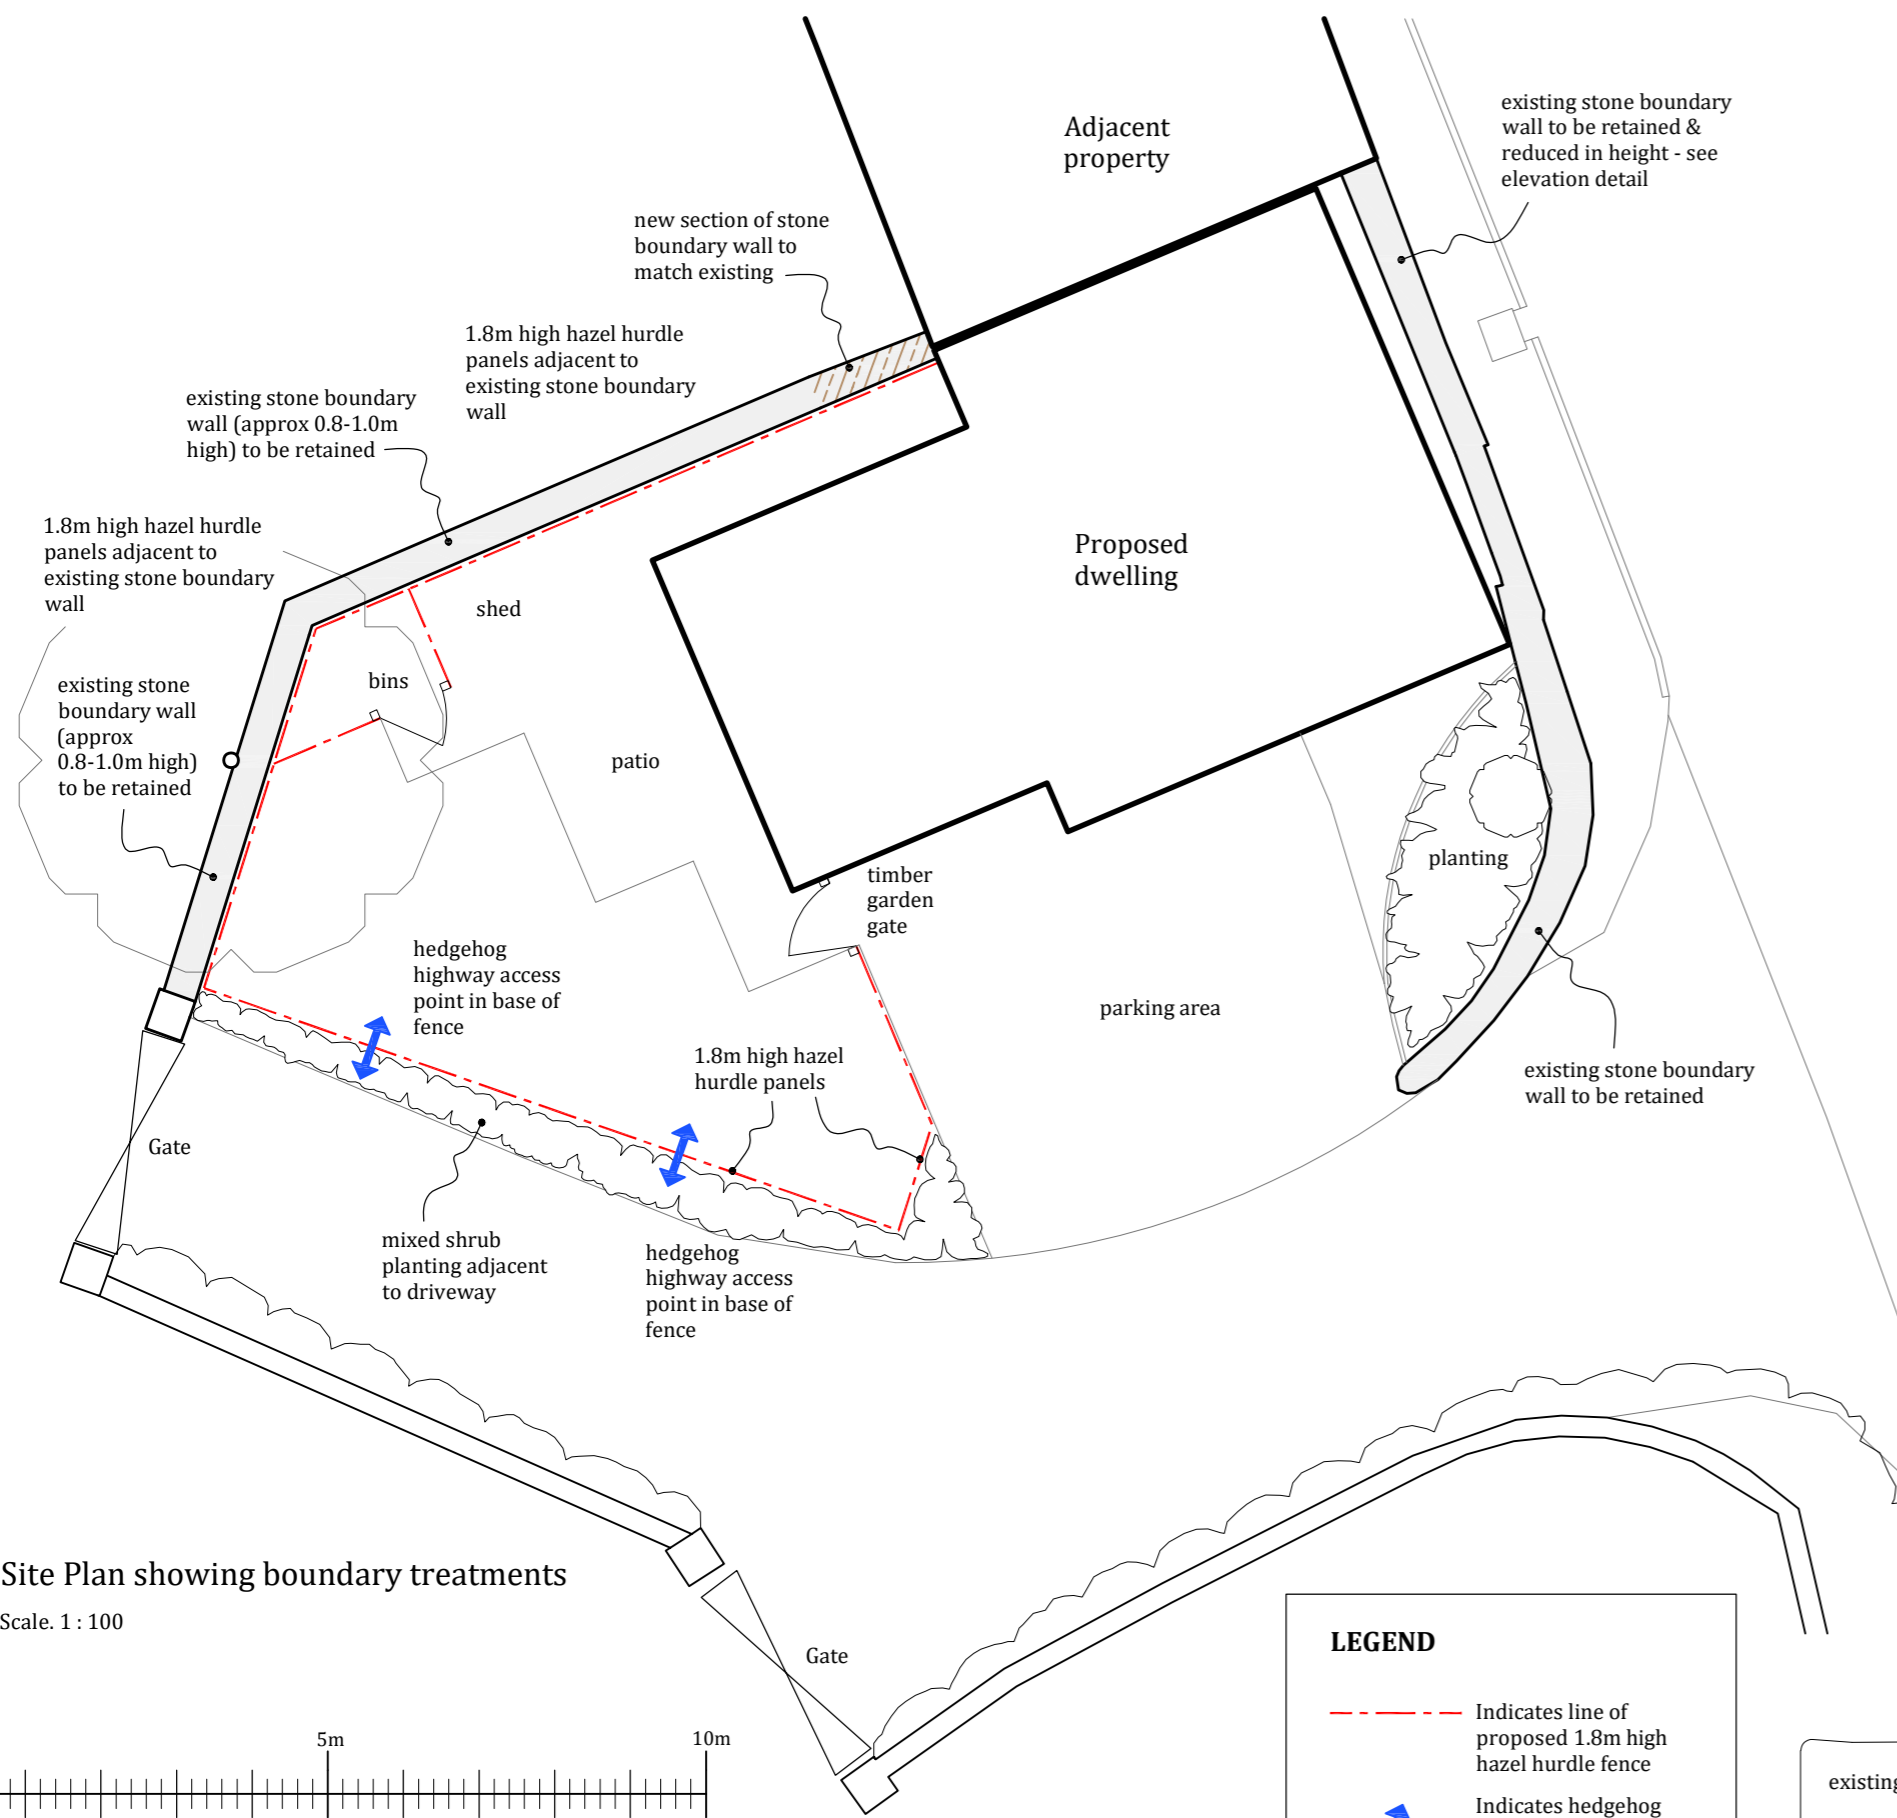 Adjacent
property
existing stone boundary
wall to be retained &
reduced in height - see
elevation detail
new section of stone
boundary wall to
match existing
1.8m high hazel hurdle
panels adjacent to
existing stone boundary
wall
existing stone boundary
wall (approx 0.8-1.0m
high) to be retained
1.8m high hazel hurdle
panels adjacent to
existing stone boundary
wall
Proposed
dwelling
shed
bins
existing stone
boundary wall
(approx
0.8-1.0m high)
to be retained
patio
planting
timber
garden
gate
hedgehog
highway access
point in base of
fence
parking area
1.8m high hazel
hurdle panels
existing stone boundary
wall to be retained
Gate
mixed shrub
planting adjacent
to driveway
hedgehog
highway access
point in base of
fence
Site Plan showing boundary treatments
Scale. 1 : 100
Gate
5m
10m
LEGEND
Indicates line of
proposed 1.8m high
hazel hurdle fence
Indicates hedgehog
existing